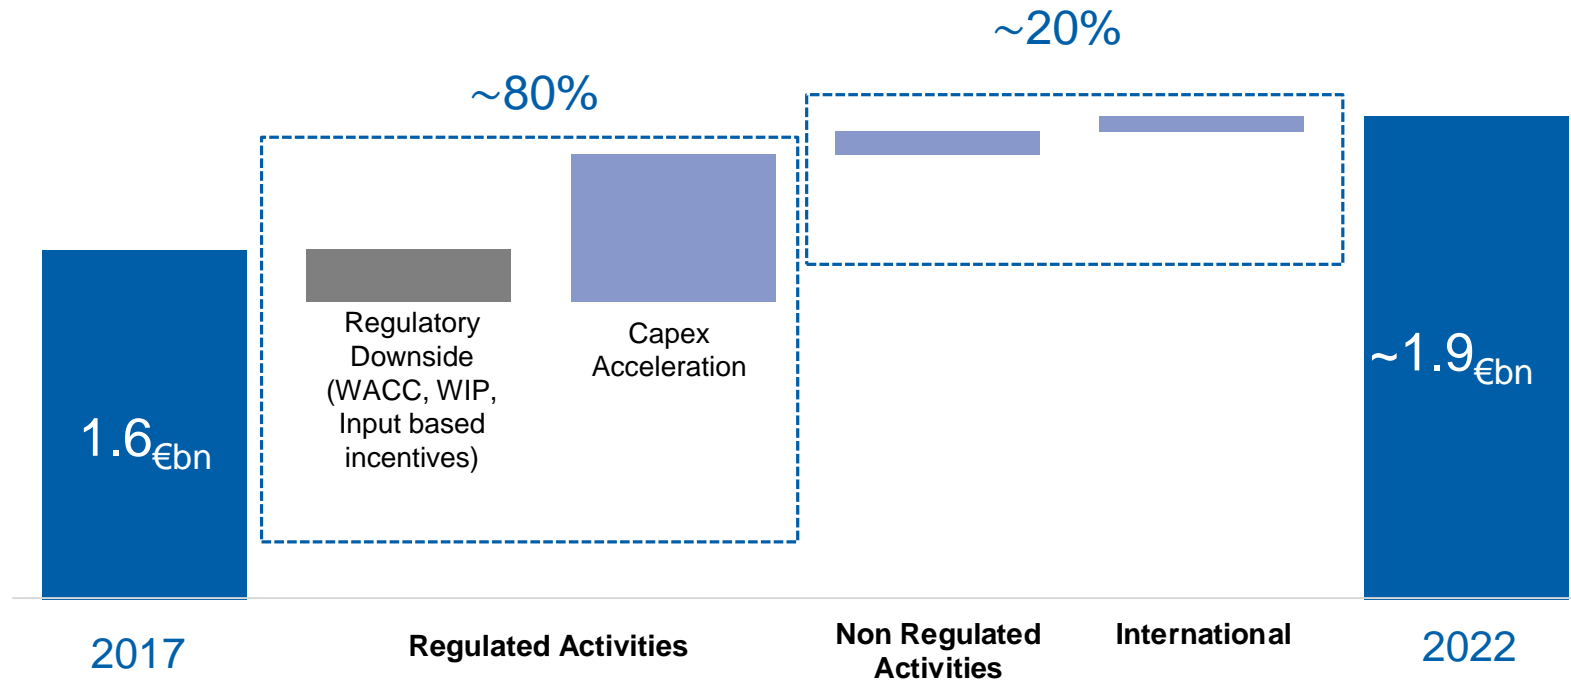 ~20%
~80%
Regulatory
Downside
(WACC, WIP,
Input based
incentives)
Capex
Acceleration
1.6€bn
~1.9€bn
2017
Regulated Activities
Non Regulated
Activities
International
2022